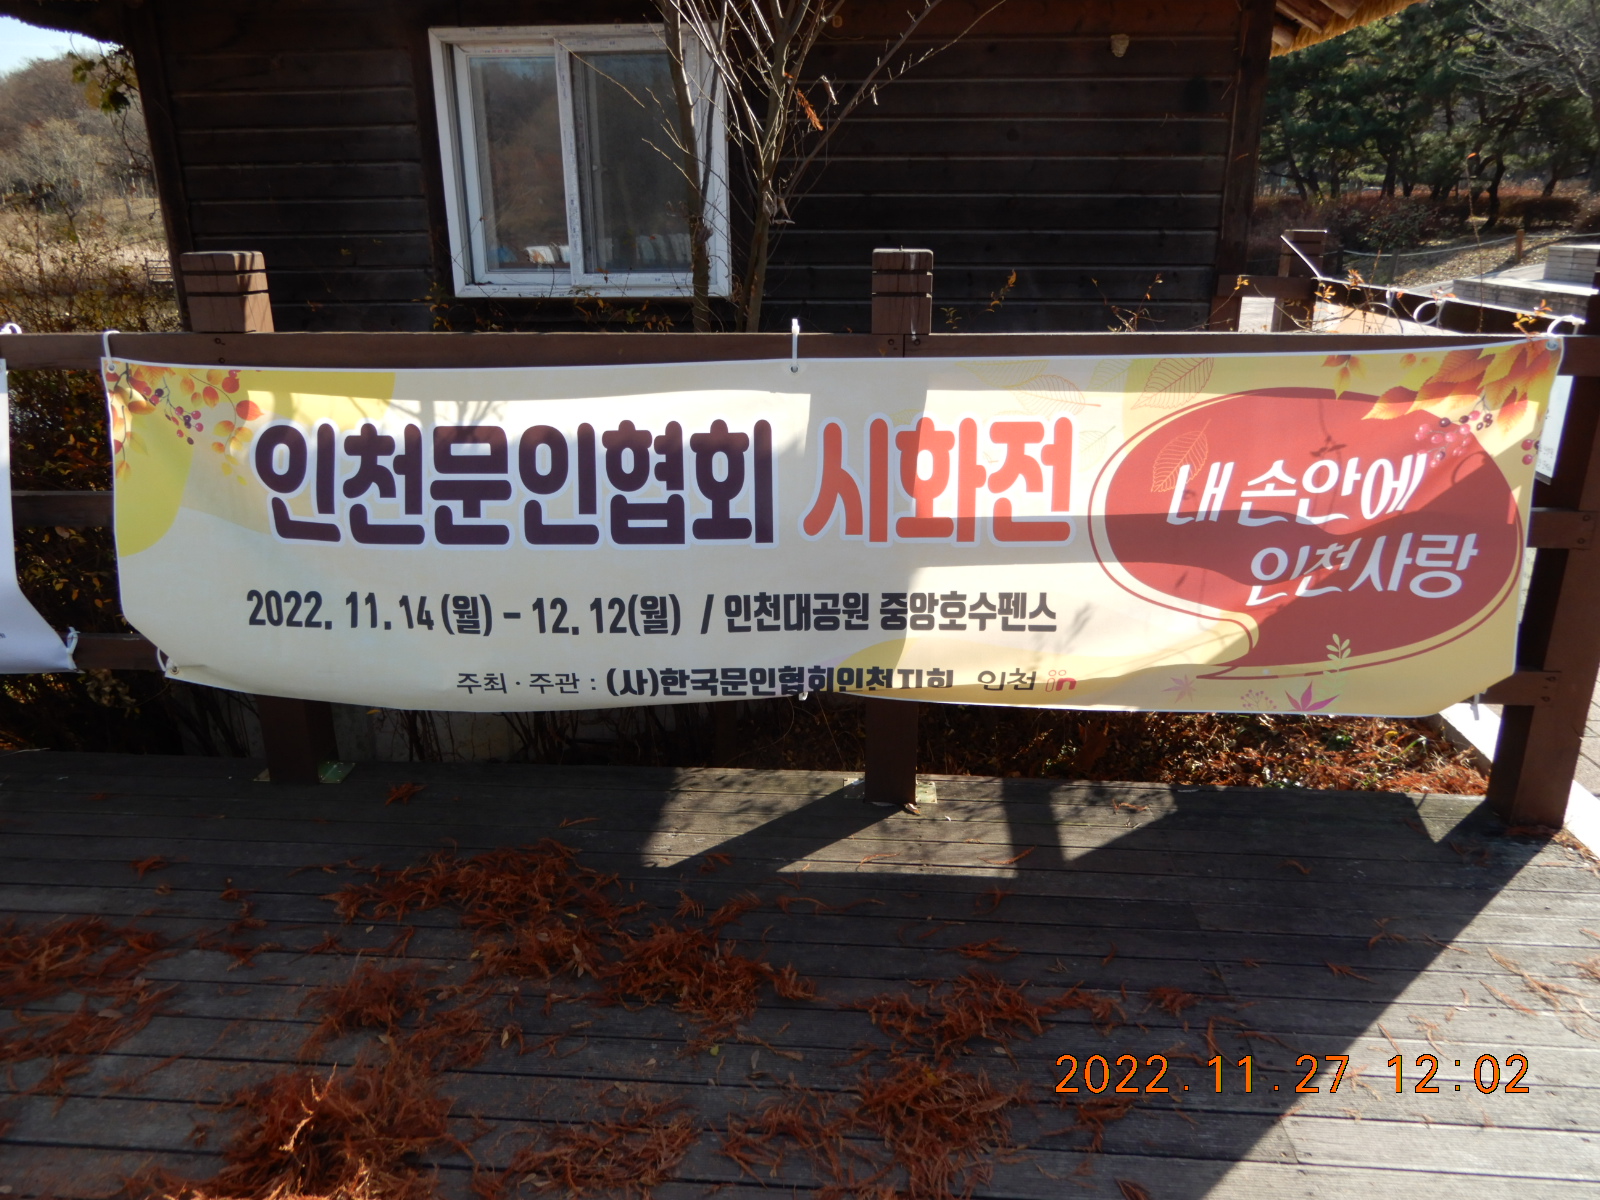 인천문인협회 시화전
내 손안에
인천사랑
2022. 11. 14 (월) - 12. 12(월) / 인천대공원 중앙호수펜스
주최 · 주관 : (사)한국문인협회인천지회 인천in
2022.11.27 12:02